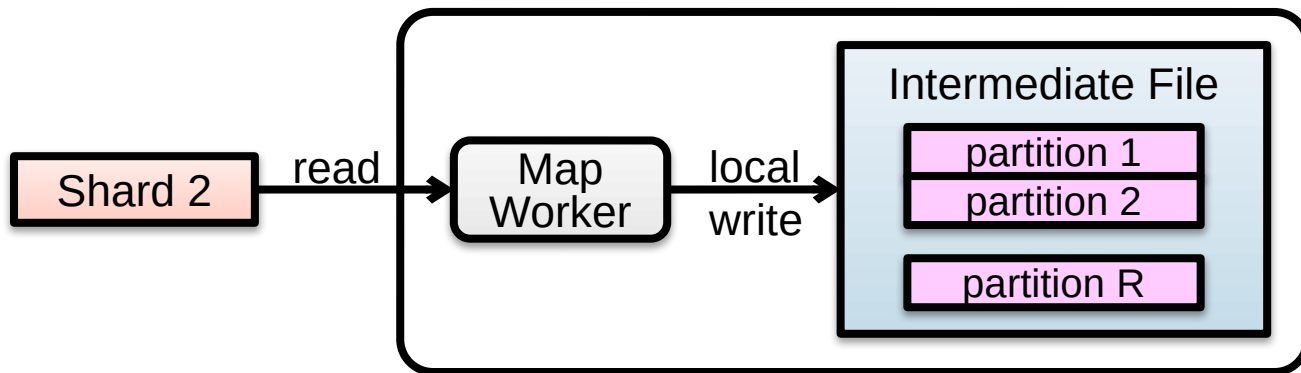 Shard 2
read
Map
Worker
local
write
Intermediate File
partition 1
partition 2
partition R